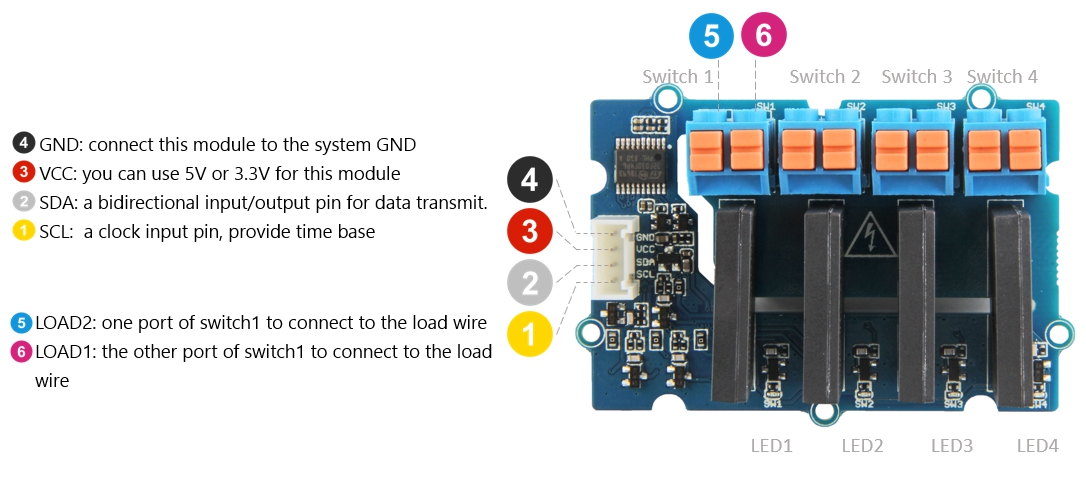 5 6
Switch 1 Switch 2 Switch 3 Switch 4
SW1 SW2 SW3 SW4
4 GND: connect this module to the system GND
3 VCC: you can use 5V or 3.3V for this module
2 SDA: a bidirectional input/output pin for data transmit.
1 SCL: a clock input pin, provide time base
4
3
2
1
GND
VCC
SDA
SCL
5 LOAD2: one port of switch1 to connect to the load wire
6 LOAD1: the other port of switch1 to connect to the load
wire
SW1 SW2 SW3 SW4
LED1 LED2 LED3 LED4